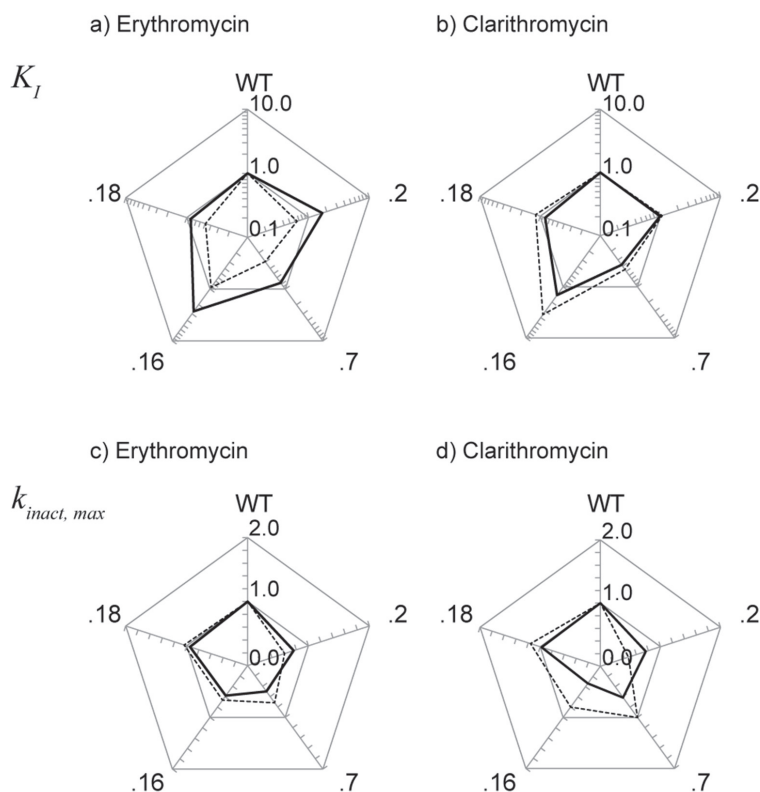 a) Erythromycin
b) Clarithromycin
K_I
WT
10.0
1.0
0.1
.2
.7
.16
.18
WT
10.0
1.0
0.1
.2
.7
.16
.18
c) Erythromycin
d) Clarithromycin
k_inact, max
WT
2.0
1.0
0.0
.2
.7
.16
.18
WT
2.0
1.0
0.0
.2
.7
.16
.18